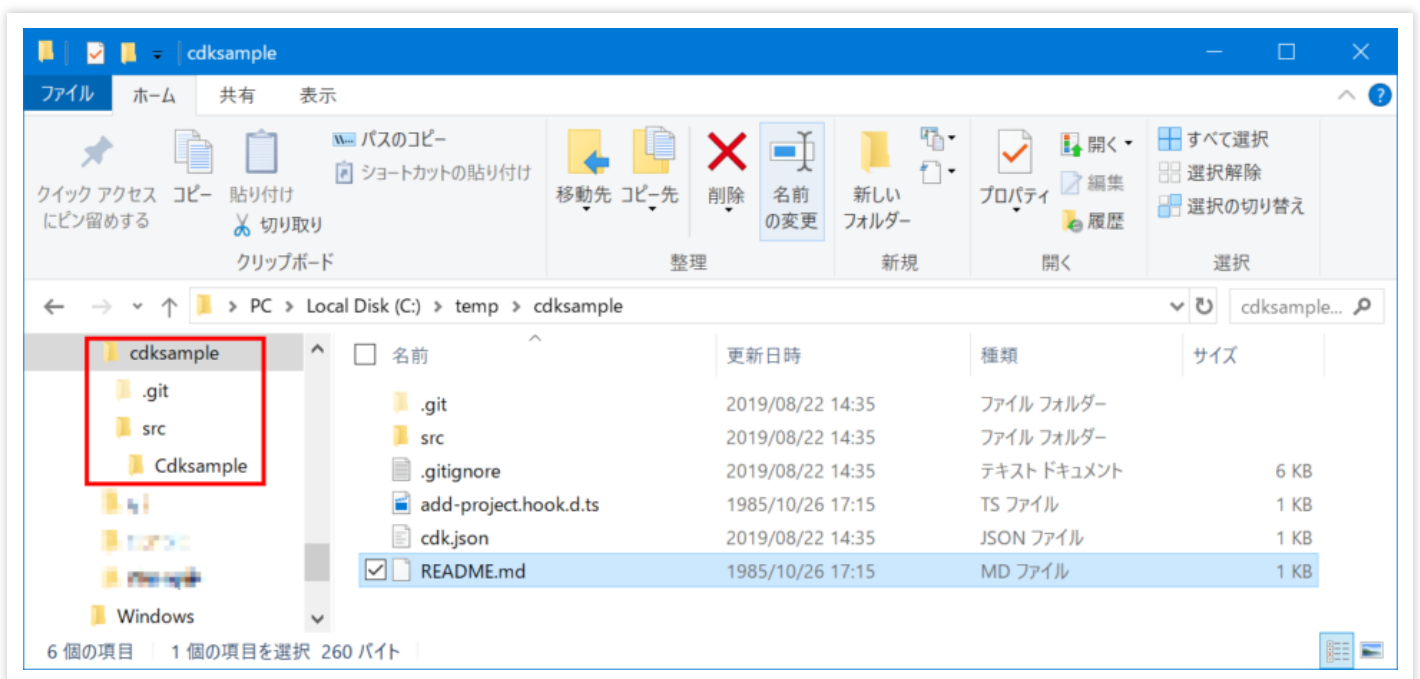 cdksample
ファイル ホーム 共有 表示
クイック アクセス
にピン留めする
コピー
貼り付け
切り取り
パスのコピー
ショートカットの貼り付け
クリップボード
移動先
コピー先
削除
名前
の変更
整理
新しい
フォルダー
新規
プロパティ
開く
編集
履歴
開く
すべて選択
選択解除
選択の切り替え
選択
PC > Local Disk (C:) > temp > cdksample
cdksample...
cdksample
.git
src
Cdksample
Windows
名前 更新日時 種類 サイズ
.git 2019/08/22 14:35 ファイル フォルダー
src 2019/08/22 14:35 ファイル フォルダー
.gitignore 2019/08/22 14:35 テキスト ドキュメント 6 KB
add-project.hook.d.ts 1985/10/26 17:15 TS ファイル 1 KB
cdk.json 2019/08/22 14:35 JSON ファイル 1 KB
README.md 1985/10/26 17:15 MD ファイル 1 KB
6 個の項目 1 個の項目を選択 260 バイト